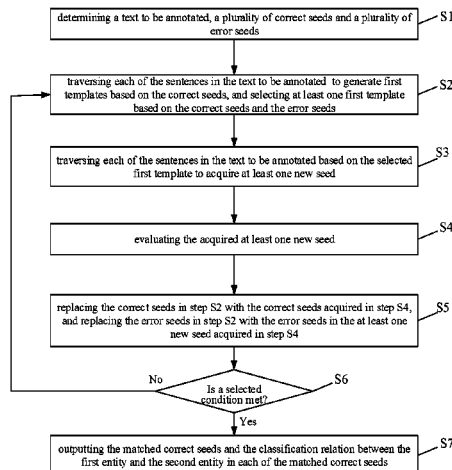 determining a text to be annotated, a plurality of correct seeds and a plurality of
error seeds
S1
traversing each of the sentences in the text to be annotated to generate first
templates based on the correct seeds, and selecting at least one first template
based on the correct seeds and the error seeds
S2
traversing each of the sentences in the text to be annotated based on the selected
first template to acquire at least one new seed
S3
evaluating the acquired at least one new seed
S4
replacing the correct seeds in step S2 with the correct seeds acquired in step S4,
and replacing the error seeds in step S2 with the error seeds in the at least one
new seed acquired in step S4
S5
No
Is a selected
condition met?
S6
Yes
outputting the matched correct seeds and the classification relation between the
first entity and the second entity in each of the matched correct seeds
S7